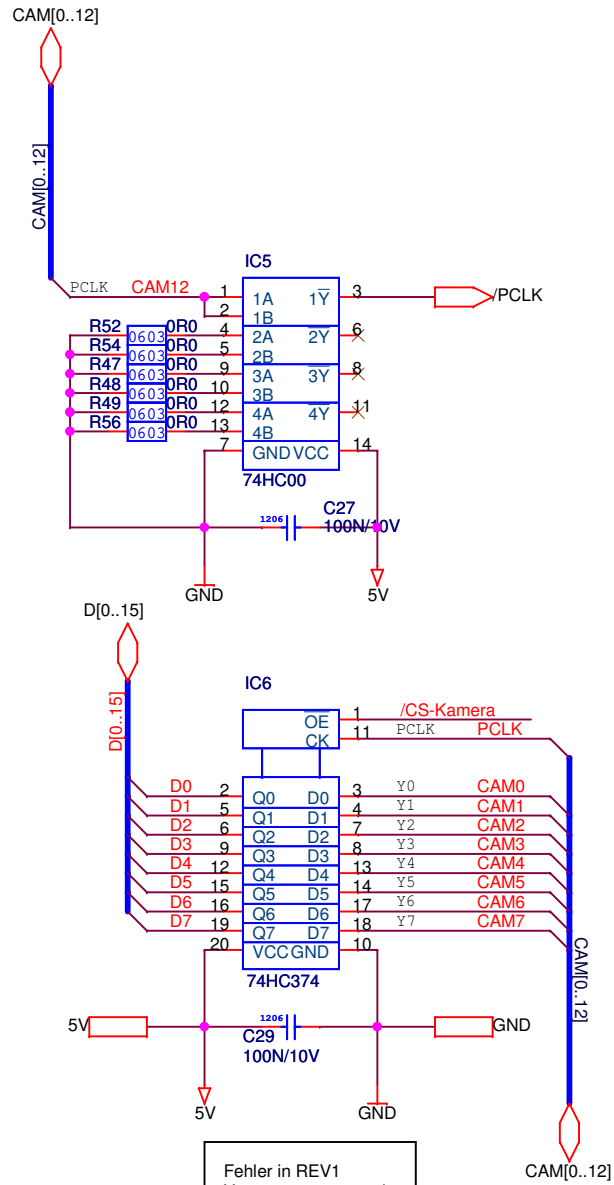 CAM[0..12]
CAM[0..12]
IC5
PCLK CAM12 1 1A 1Y 3 /PCLK
2 1B
R52 0603 0R0 4 2A 2Y 6
R54 0603 0R0 5 2B
R47 0603 0R0 9 3A 3Y 8
R48 0603 0R0 10 3B
R49 0603 0R0 12 4A 4Y 11
R56 0603 0R0 13 4B
7 GND VCC 14
74HC00
1206 C27
100N/10V
GND 5V
D[0..15]
D[0..15]
IC6
OE 1 /CS-Kamera
CK 11 PCLK PCLK
D0 2 Q0 D0 3 Y0 CAM0
D1 5 Q1 D1 4 Y1 CAM1
D2 6 Q2 D2 7 Y2 CAM2
D3 9 Q3 D3 8 Y3 CAM3
D4 12 Q4 D4 13 Y4 CAM4
D5 15 Q5 D5 14 Y5 CAM5
D6 16 Q6 D6 17 Y6 CAM6
D7 19 Q7 D7 18 Y7 CAM7
20 VCC GND 10
74HC374
CAM[0..12]
5V 1206 GND
C29
100N/10V
5V GND
Fehler in REV1
CAM[0..12]